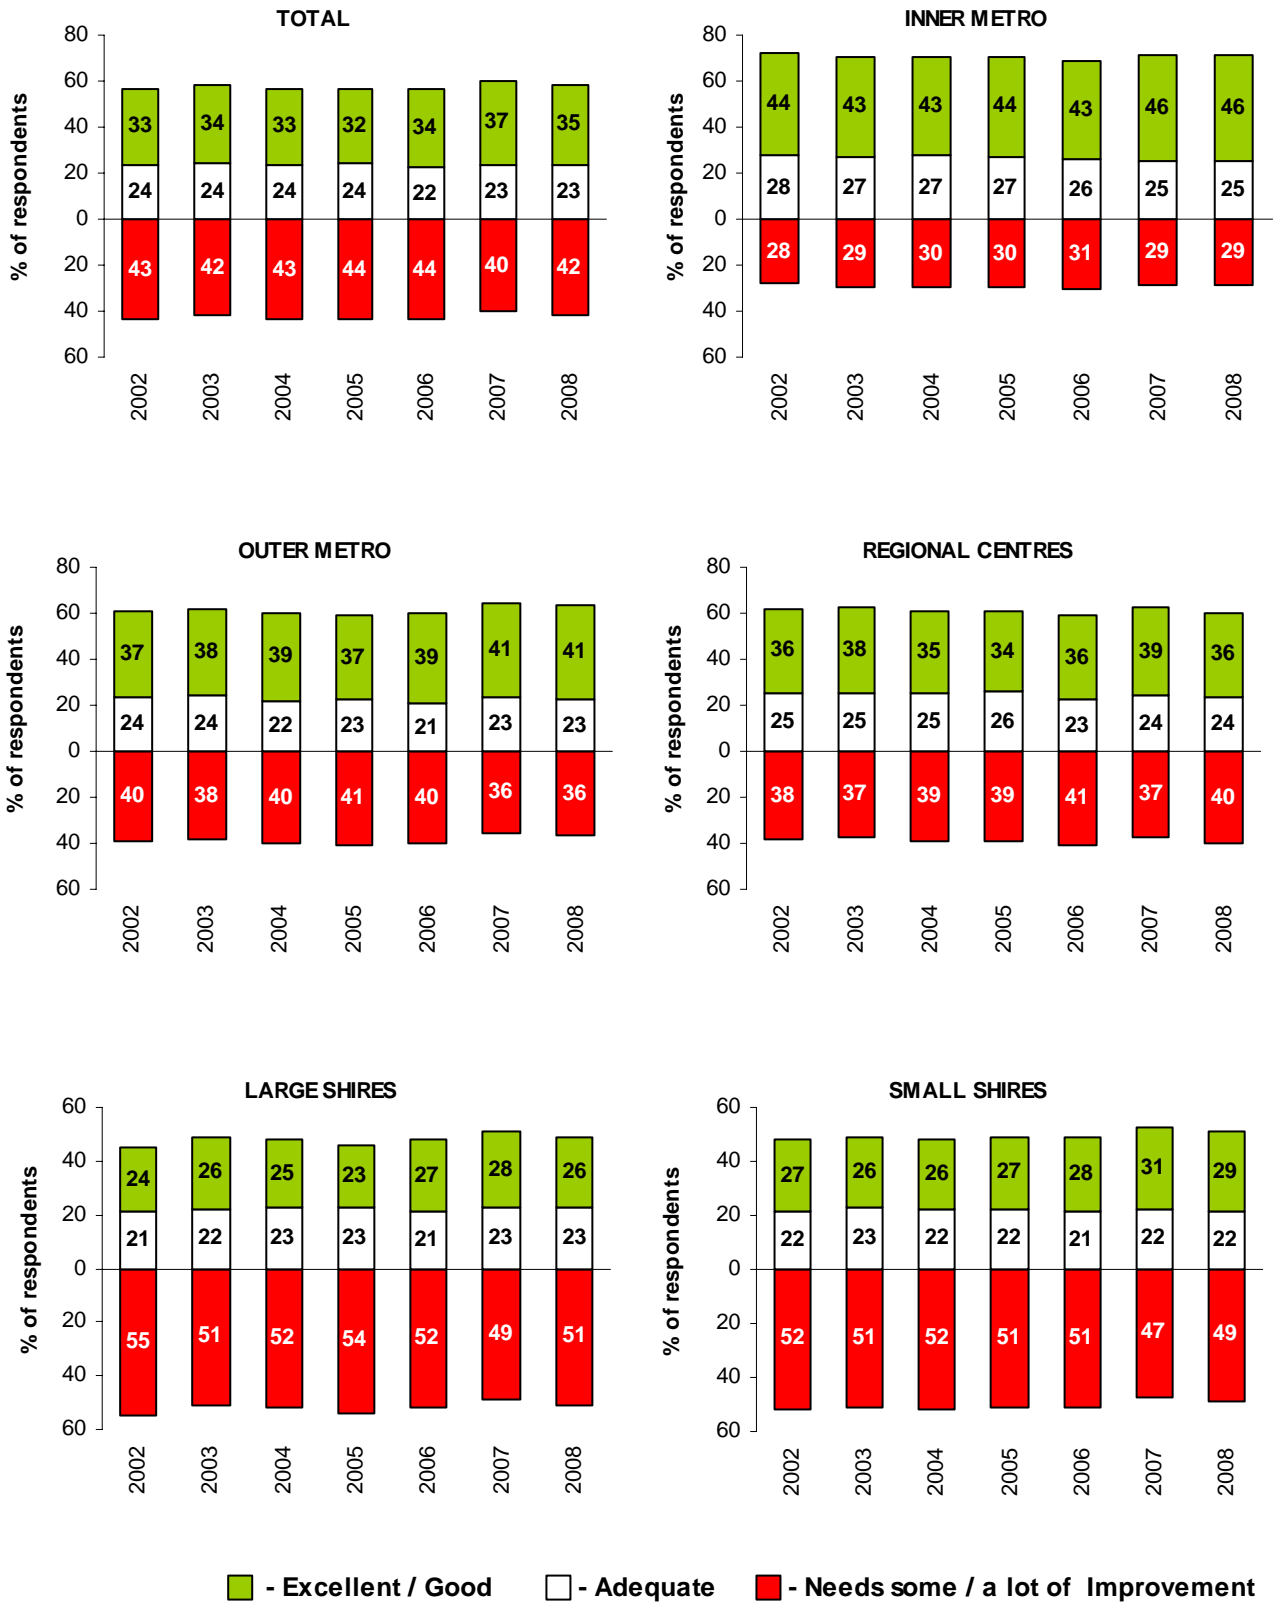 TOTAL
% of respondents
80
60
40
20
0
20
40
60
33 34 33 32 34 37 35
24 24 24 24 22 23 23
43 42 43 44 44 40 42
2002 2003 2004 2005 2006 2007 2008
INNER METRO
% of respondents
80
60
40
20
0
20
40
60
44 43 43 44 43 46 46
28 27 27 27 26 25 25
28 29 30 30 31 29 29
2002 2003 2004 2005 2006 2007 2008
OUTER METRO
% of respondents
80
60
40
20
0
20
40
60
37 38 39 37 39 41 41
24 24 22 23 21 23 23
40 38 40 41 40 36 36
2002 2003 2004 2005 2006 2007 2008
REGIONAL CENTRES
% of respondents
80
60
40
20
0
20
40
60
36 38 35 34 36 39 36
25 25 25 26 23 24 24
38 37 39 39 41 37 40
2002 2003 2004 2005 2006 2007 2008
LARGE SHIRES
% of respondents
60
40
20
0
20
40
60
24 26 25 23 27 28 26
21 22 23 23 21 23 23
55 51 52 54 52 49 51
2002 2003 2004 2005 2006 2007 2008
SMALL SHIRES
% of respondents
60
40
20
0
20
40
60
27 26 26 27 28 31 29
22 23 22 22 21 22 22
52 51 52 51 51 47 49
2002 2003 2004 2005 2006 2007 2008
- Excellent / Good - Adequate - Needs some / a lot of Improvement